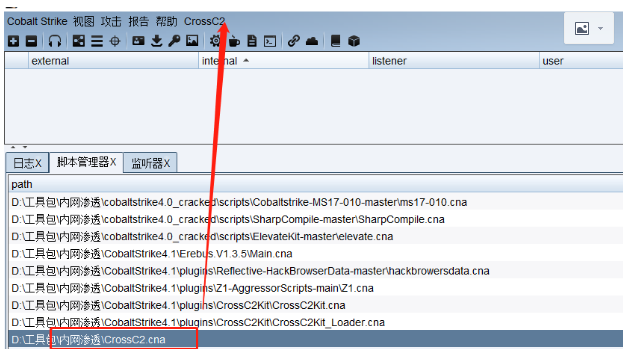 Cobalt Strike 视图 攻击 报告 帮助 CrossC2
external internal listener user
日志X 脚本管理器X 监听器X
path
D:\工具包\内网渗透\cobaltstrike4.0_cracked\scripts\Cobaltstrike-MS17-010-master\ms17-010.cna
D:\工具包\内网渗透\cobaltstrike4.0_cracked\scripts\SharpCompile-master\SharpCompile.cna
D:\工具包\内网渗透\cobaltstrike4.0_cracked\scripts\ElevateKit-master\elevate.cna
D:\工具包\内网渗透\CobaltStrike4.1\Erebus.V1.3.5\Main.cna
D:\工具包\内网渗透\CobaltStrike4.1\plugins\Reflective-HackBrowserData-master\hackbrowersdata.cna
D:\工具包\内网渗透\CobaltStrike4.1\plugins\Z1-AggressorScripts-main\Z1.cna
D:\工具包\内网渗透\CobaltStrike4.1\plugins\CrossC2Kit\CrossC2Kit.cna
D:\工具包\内网渗透\CobaltStrike4.1\plugins\CrossC2Kit\CrossC2Kit_Loader.cna
D:\工具包\内网渗透\CrossC2.cna